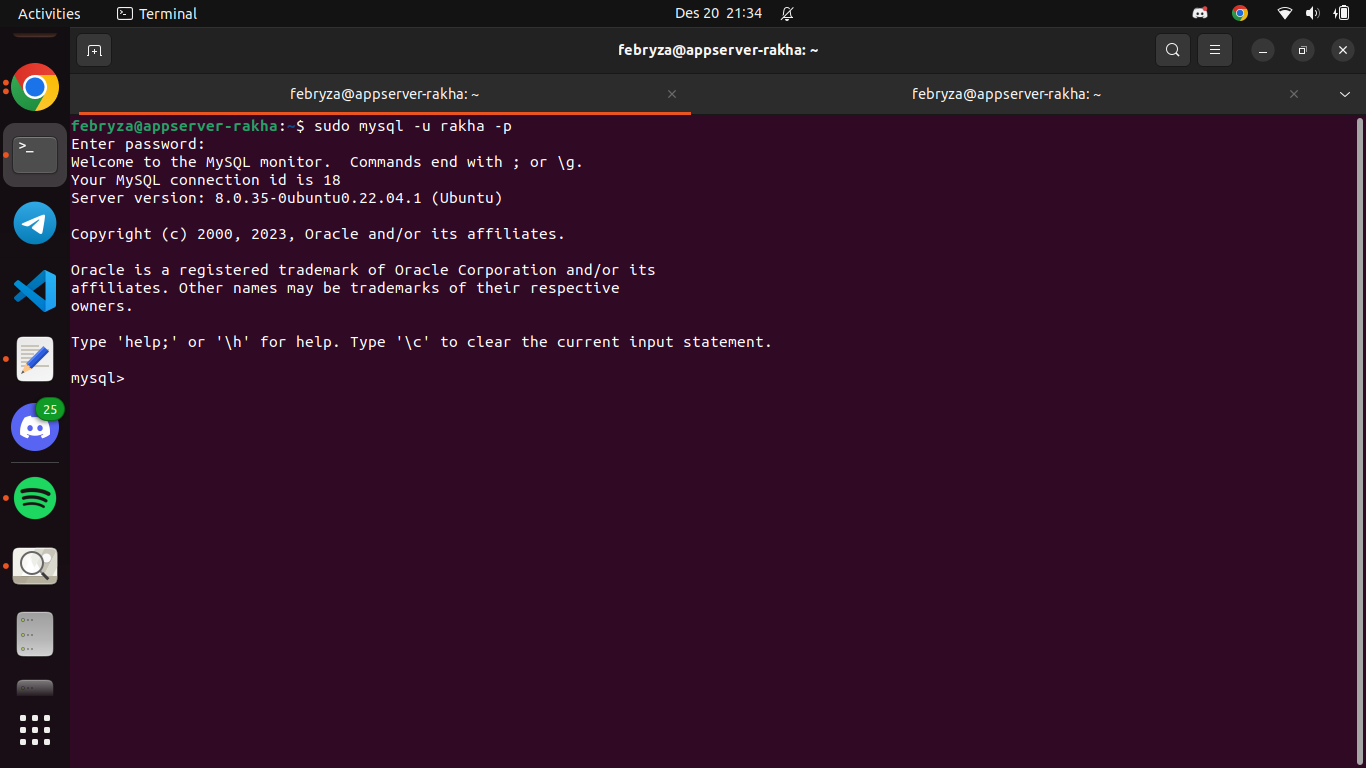 Activities
Terminal
Des 20 21:34
febryza@appserver-rakha: ~
febryza@appserver-rakha: ~
febryza@appserver-rakha: ~
febryza@appserver-rakha:~$ sudo mysql -u rakha -p
Enter password:
Welcome to the MySQL monitor.  Commands end with ; or \g.
Your MySQL connection id is 18
Server version: 8.0.35-0ubuntu0.22.04.1 (Ubuntu)
Copyright (c) 2000, 2023, Oracle and/or its affiliates.
Oracle is a registered trademark of Oracle Corporation and/or its
affiliates. Other names may be trademarks of their respective
owners.
Type 'help;' or '\h' for help. Type '\c' to clear the current input statement.
mysql>
>_
25